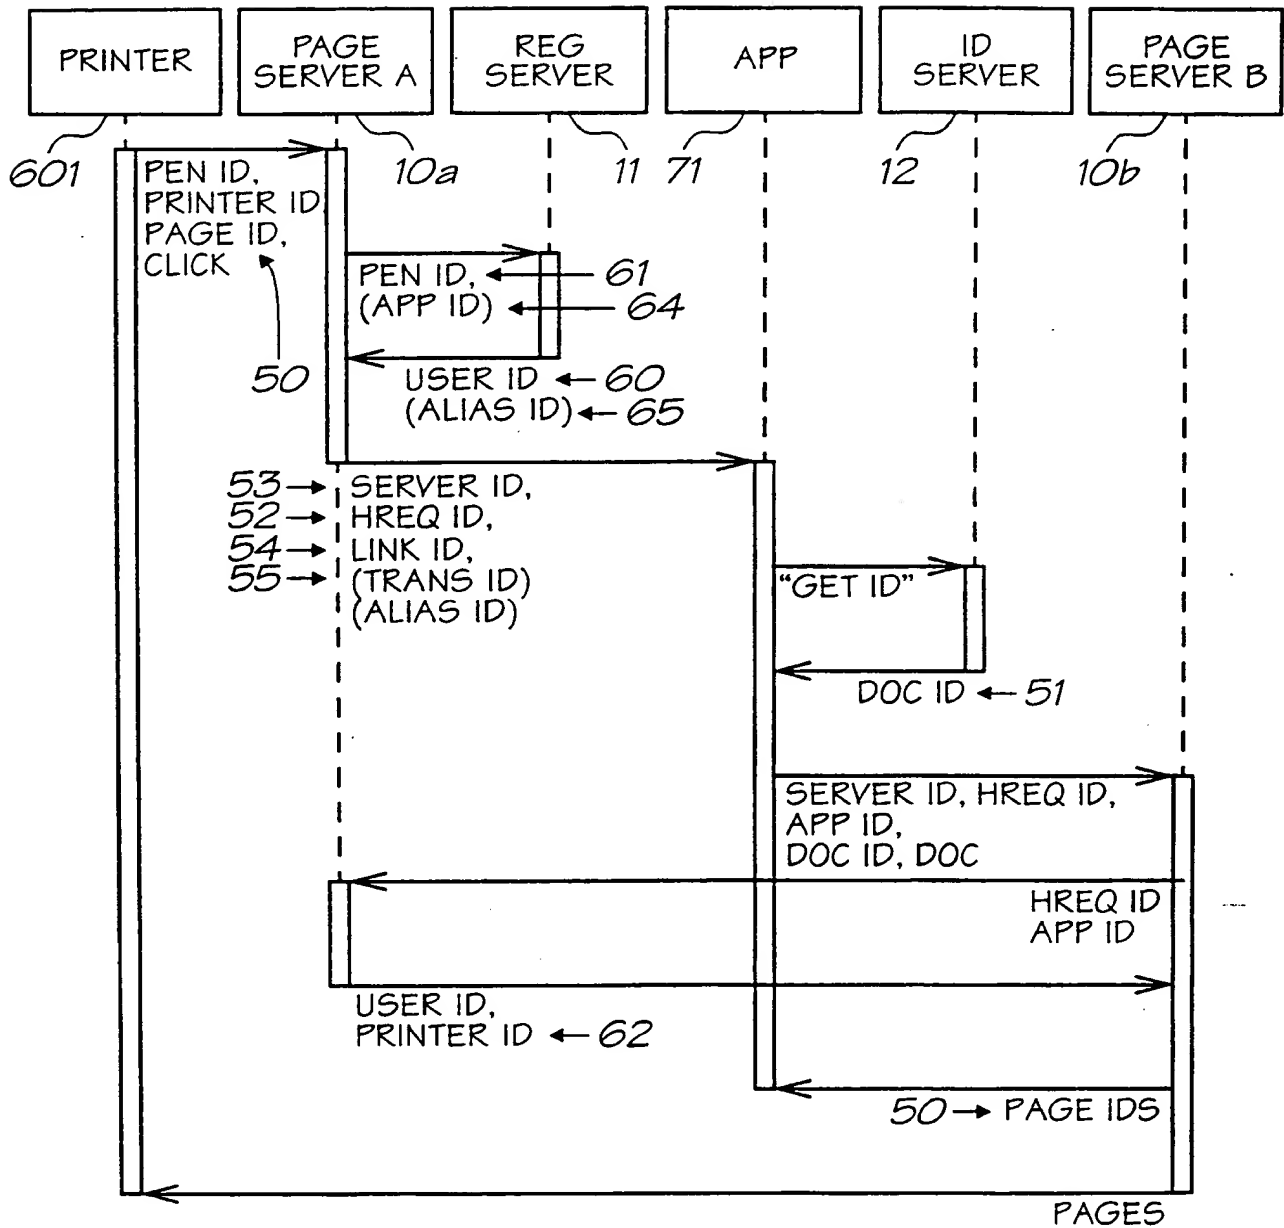 PRINTER
PAGE
SERVER A
REG
SERVER
APP
ID
SERVER
PAGE
SERVER B
601
10a
11
71
12
10b
PEN ID,
PRINTER ID
PAGE ID,
CLICK
50
PEN ID, 61
(APP ID) 64
USER ID 60
(ALIAS ID) 65
53 SERVER ID,
52 HREQ ID,
54 LINK ID,
55 (TRANS ID)
(ALIAS ID)
"GET ID"
DOC ID 51
SERVER ID, HREQ ID,
APP ID,
DOC ID, DOC
HREQ ID
APP ID
USER ID,
PRINTER ID 62
50 PAGE IDS
PAGES